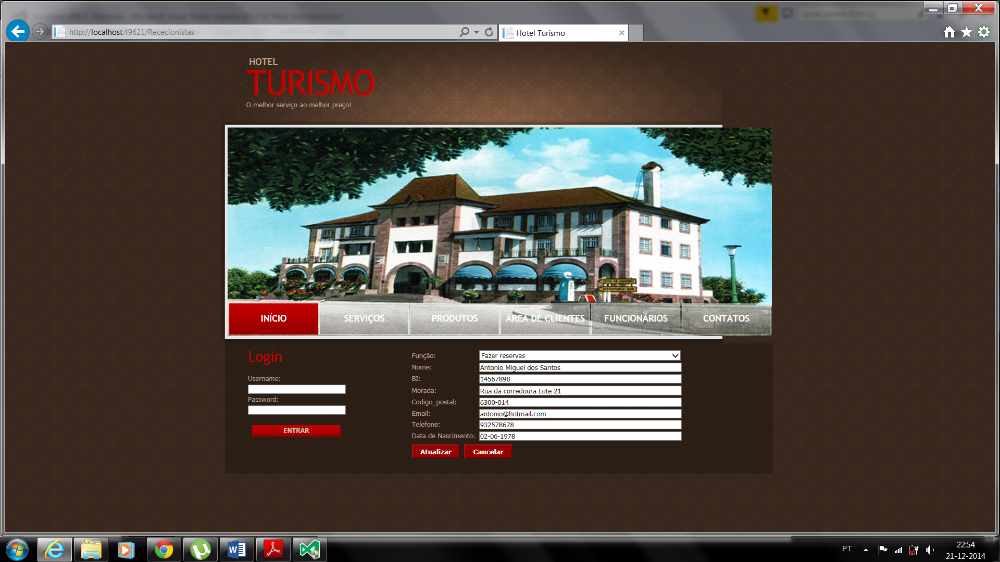 http://localhost:49621/Rececionistas
Hotel Turismo
HOTEL
TURISMO
O melhor serviço ao melhor preço!
INÍCIO
SERVIÇOS
PRODUTOS
ÁREA DE CLIENTES
FUNCIONÁRIOS
CONTATOS
Login
Username:
Password:
ENTRAR
Função: Fazer reservas
Nome: Antonio Miguel dos Santos
BI: 14567898
Morada: Rua da corredoura Lote 21
Codigo_postal: 6300-014
Email: antonio@hotmail.com
Telefone: 932578678
Data de Nascimento: 02-06-1978
Atualizar
Cancelar
PT
22:54
21-12-2014